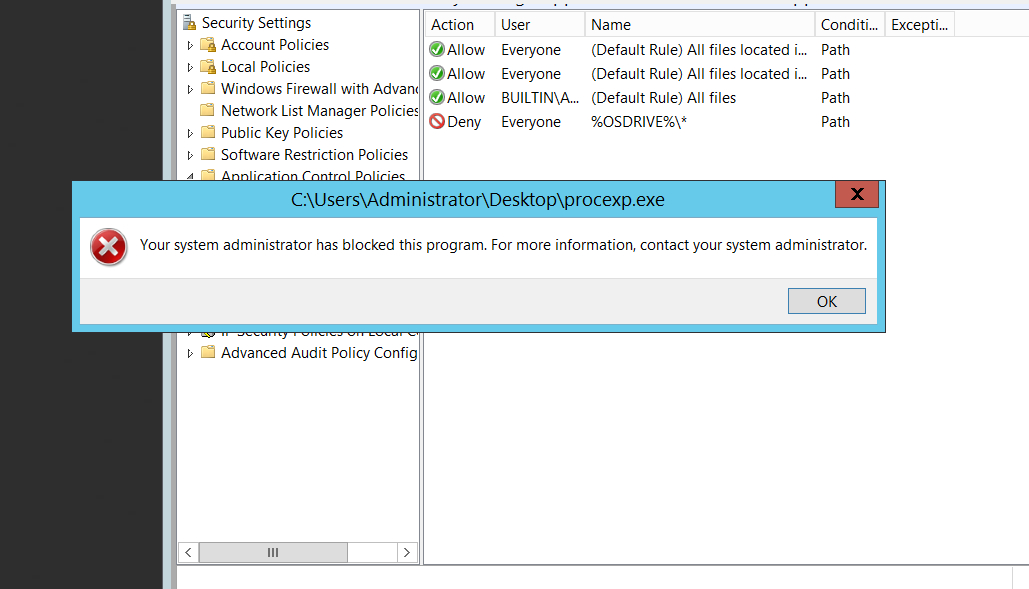 Security Settings
Account Policies
Local Policies
Windows Firewall with Advanc
Network List Manager Policies
Public Key Policies
Software Restriction Policies
Application Control Policies
Action User Name Conditi... Excepti...
Allow Everyone (Default Rule) All files located i... Path
Allow Everyone (Default Rule) All files located i... Path
Allow BUILTIN\A... (Default Rule) All files Path
Deny Everyone %OSDRIVE%\* Path
C:\Users\Administrator\Desktop\procexp.exe
X
Your system administrator has blocked this program. For more information, contact your system administrator.
OK
IP Security Policies on Local C
Advanced Audit Policy Config